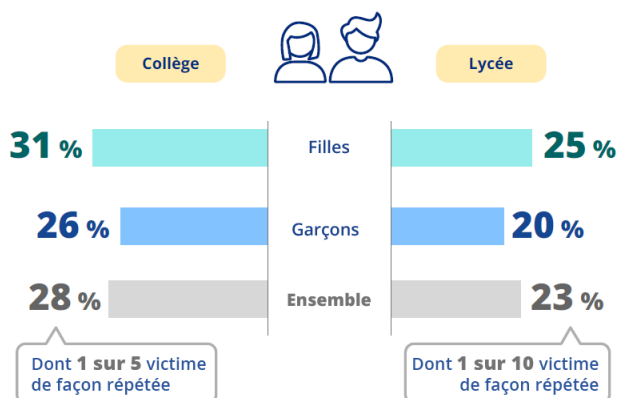 Collège
Lycée
31 %
Filles
25 %
26 %
Garçons
20 %
28 %
Ensemble
23 %
Dont 1 sur 5 victime
de façon répétée
Dont 1 sur 10 victime
de façon répétée